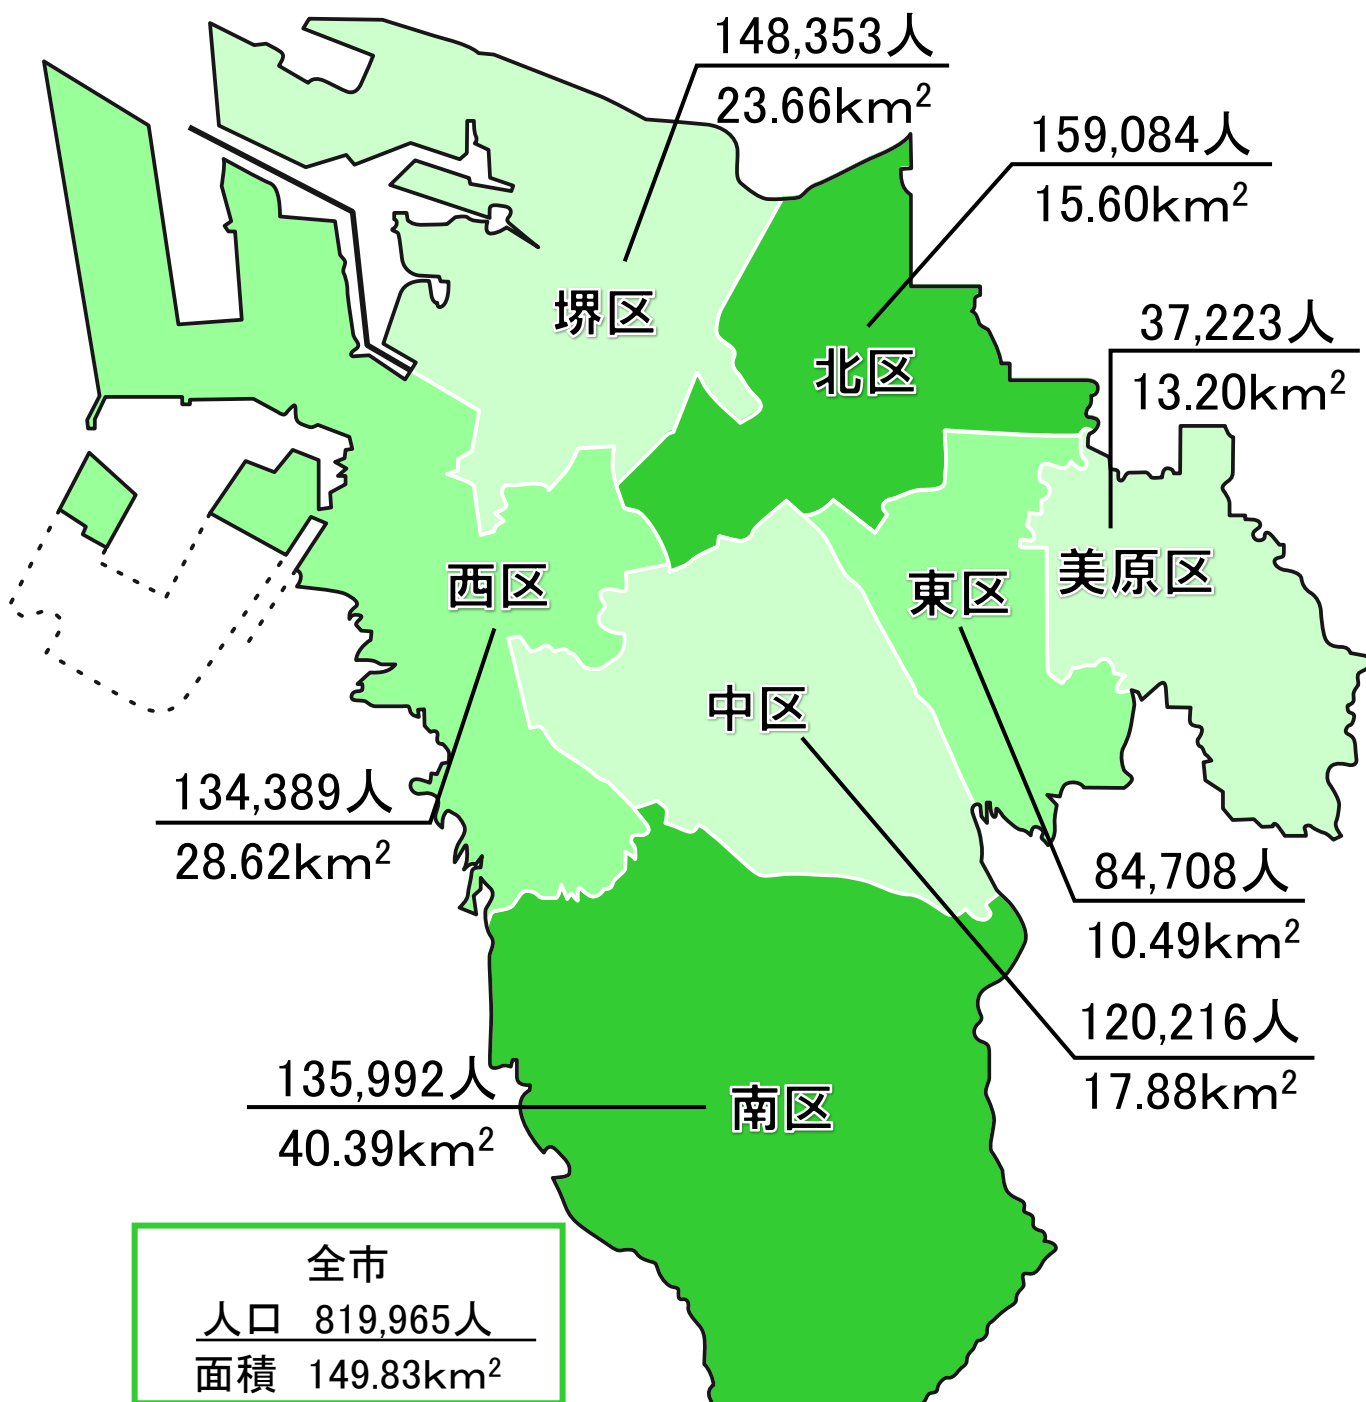 148,353人
23.66km²
159,084人
15.60km²
堺区
37,223人
13.20km²
北区
美原区
西区
東区
中区
134,389人
28.62km²
84,708人
10.49km²
120,216人
17.88km²
135,992人
40.39km²
南区
全市
人口 819,965人
面積 149.83km²